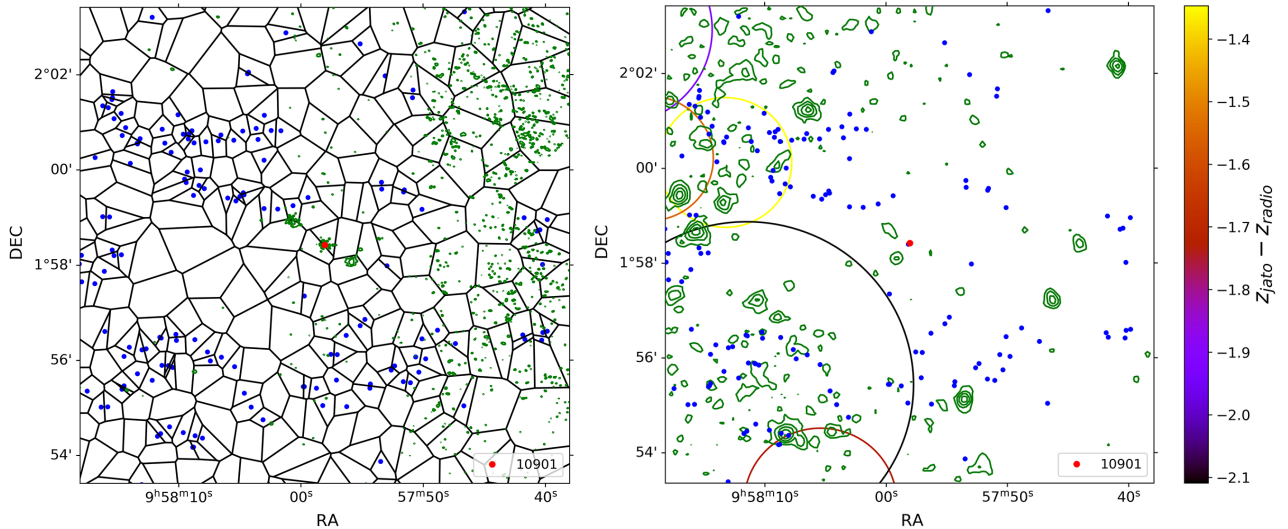 2°02'
00'
1°58'
56'
54'
DEC
9ʰ58ᵐ10ˢ
00ˢ
57ᵐ50ˢ
40ˢ
RA
10901
2°02'
00'
1°58'
56'
54'
DEC
9ʰ58ᵐ10ˢ
00ˢ
57ᵐ50ˢ
40ˢ
RA
10901
−1.4
−1.5
−1.6
−1.7
−1.8
−1.9
−2.0
−2.1
z_jato − z_radio